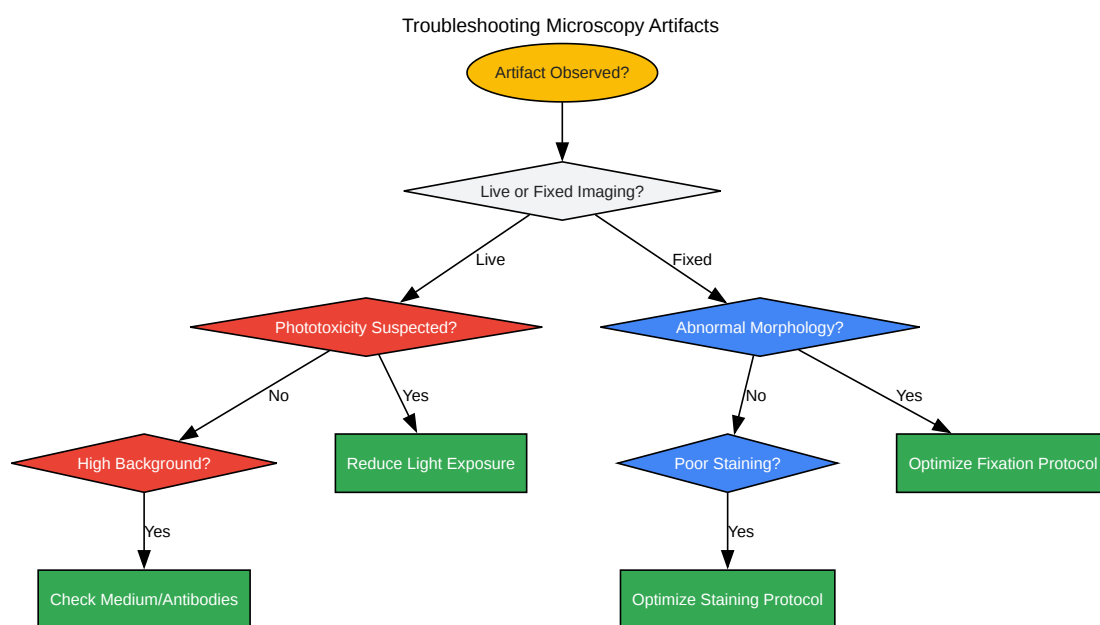 Troubleshooting Microscopy Artifacts
Artifact Observed?
Live or Fixed Imaging?
Live
Fixed
Phototoxicity Suspected?
Abnormal Morphology?
No
Yes
No
Yes
High Background?
Reduce Light Exposure
Poor Staining?
Optimize Fixation Protocol
Yes
Yes
Check Medium/Antibodies
Optimize Staining Protocol